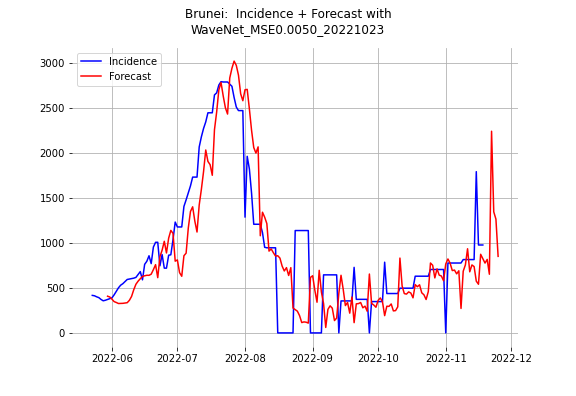 Brunei:  Incidence + Forecast with
WaveNet_MSE0.0050_20221023
Incidence
Forecast
3000
2500
2000
1500
1000
500
0
2022-06 2022-07 2022-08 2022-09 2022-10 2022-11 2022-12